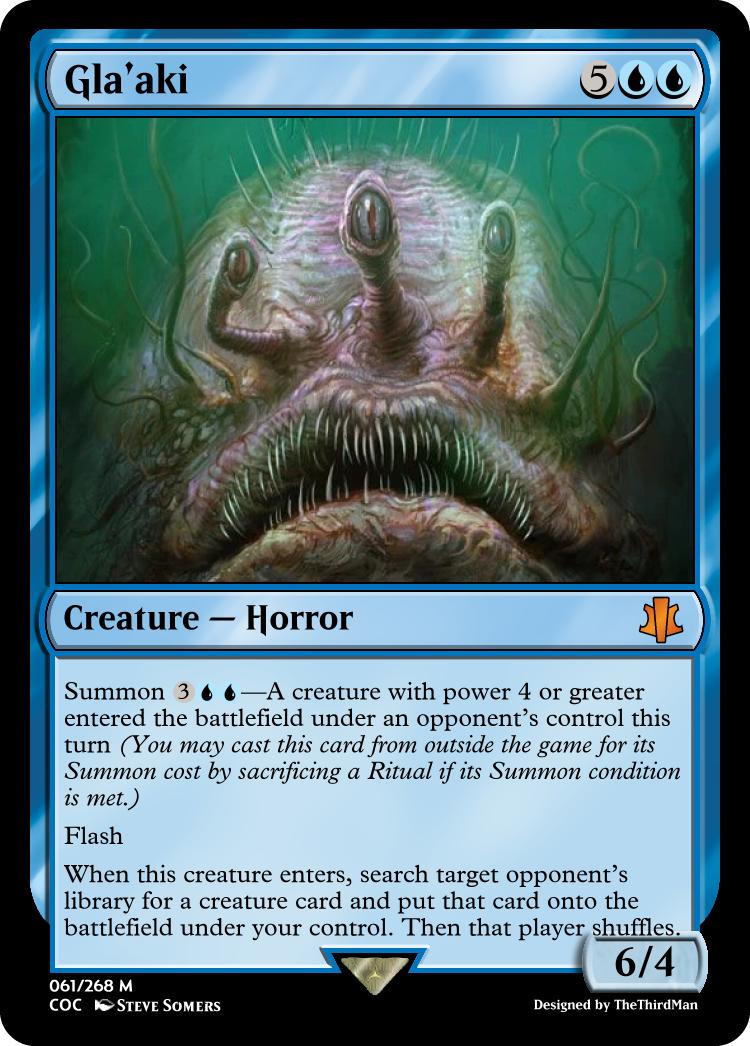 Gla'aki 5
Creature — Horror
Summon 3 —A creature with power 4 or greater
entered the battlefield under an opponent's control this
turn (You may cast this card from outside the game for its
Summon cost by sacrificing a Ritual if its Summon condition
is met.)
Flash
When this creature enters, search target opponent's
library for a creature card and put that card onto the
battlefield under your control. Then that player shuffles.
6/4
061/268 M
COC STEVE SOMERS
Designed by TheThirdMan